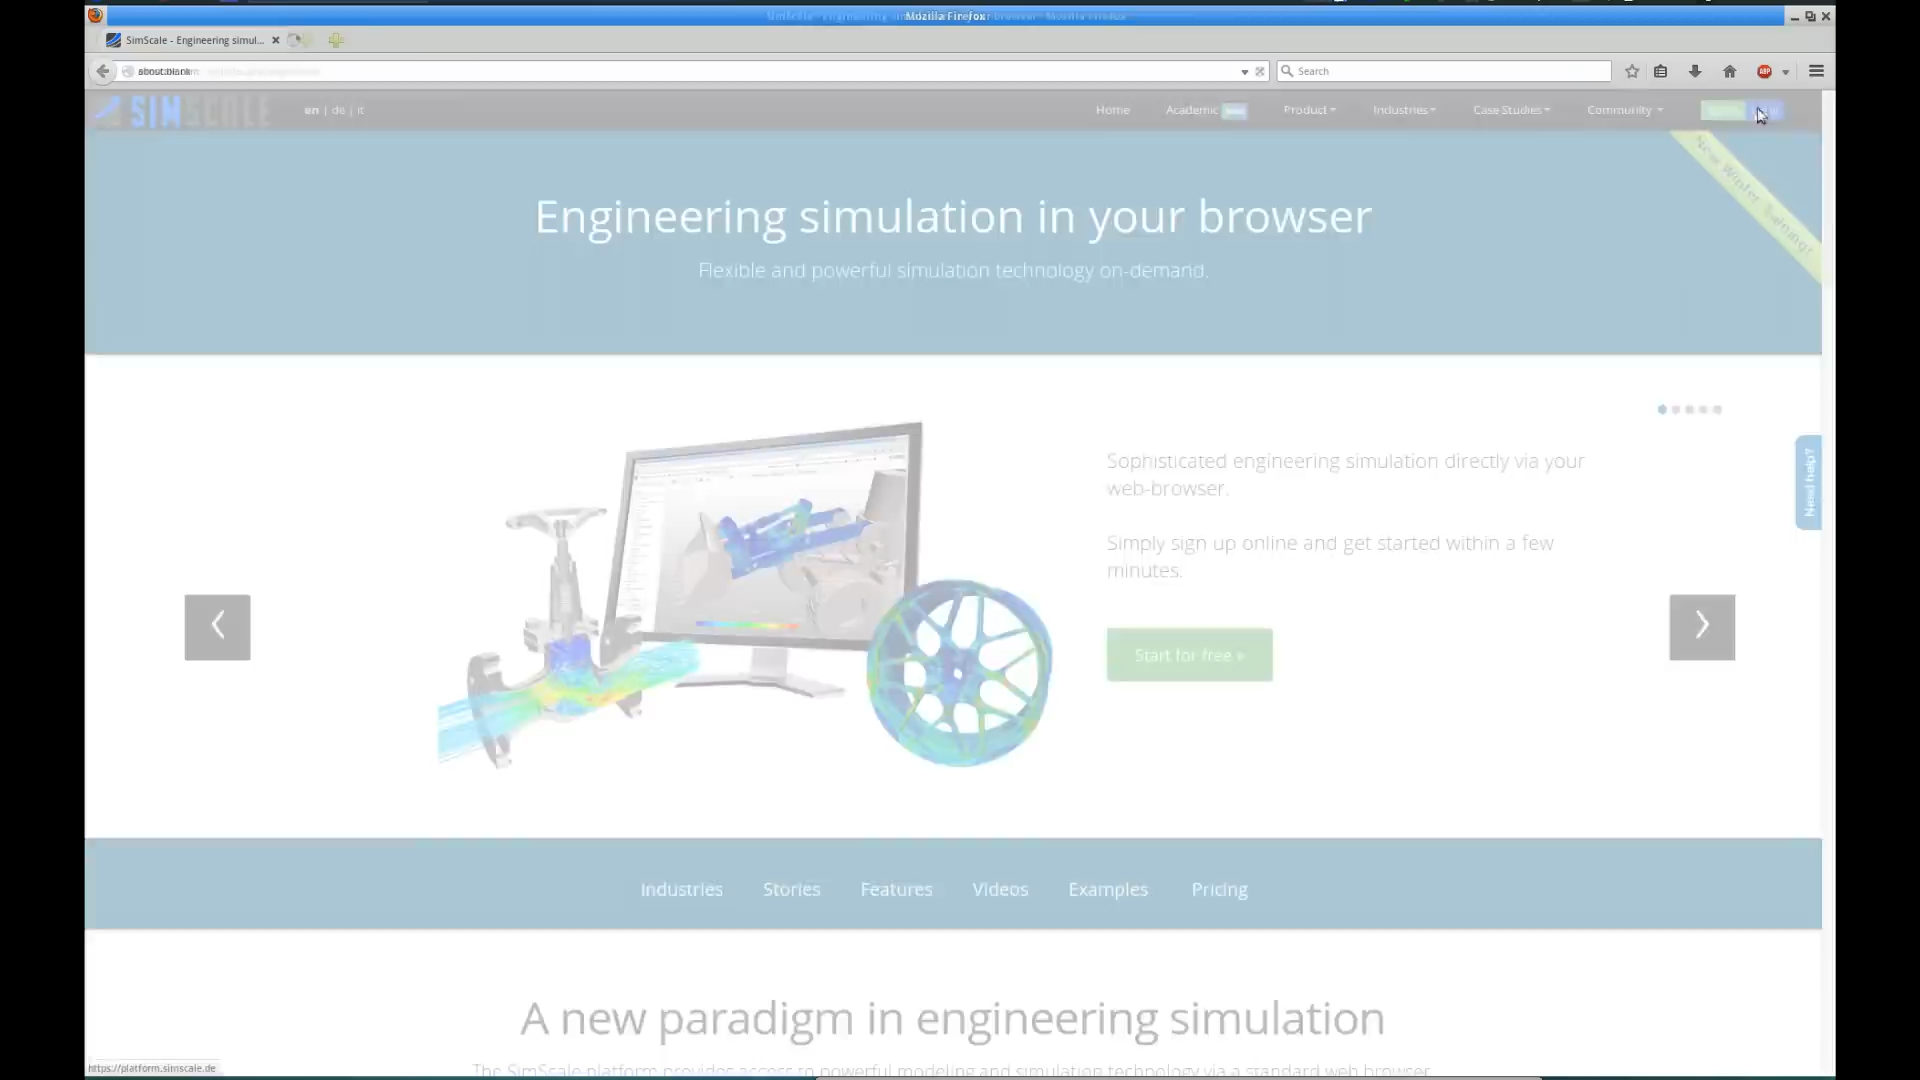 Mozilla Firefox
SimScale - Engineering simul...
about:blank
Search
ABP
SIMSCALE
en | de | it
Home
Academic
Product
Industries
Case Studies
Community
New Winter Trainings!
Engineering simulation in your browser
Flexible and powerful simulation technology on-demand.
Sophisticated engineering simulation directly via your
web-browser.
Simply sign up online and get started within a few
minutes.
Need help?
Start for free »
Industries
Stories
Features
Videos
Examples
Pricing
A new paradigm in engineering simulation
The SimScale platform provides access to powerful modeling and simulation technology via a standard web browser.
https://platform.simscale.de